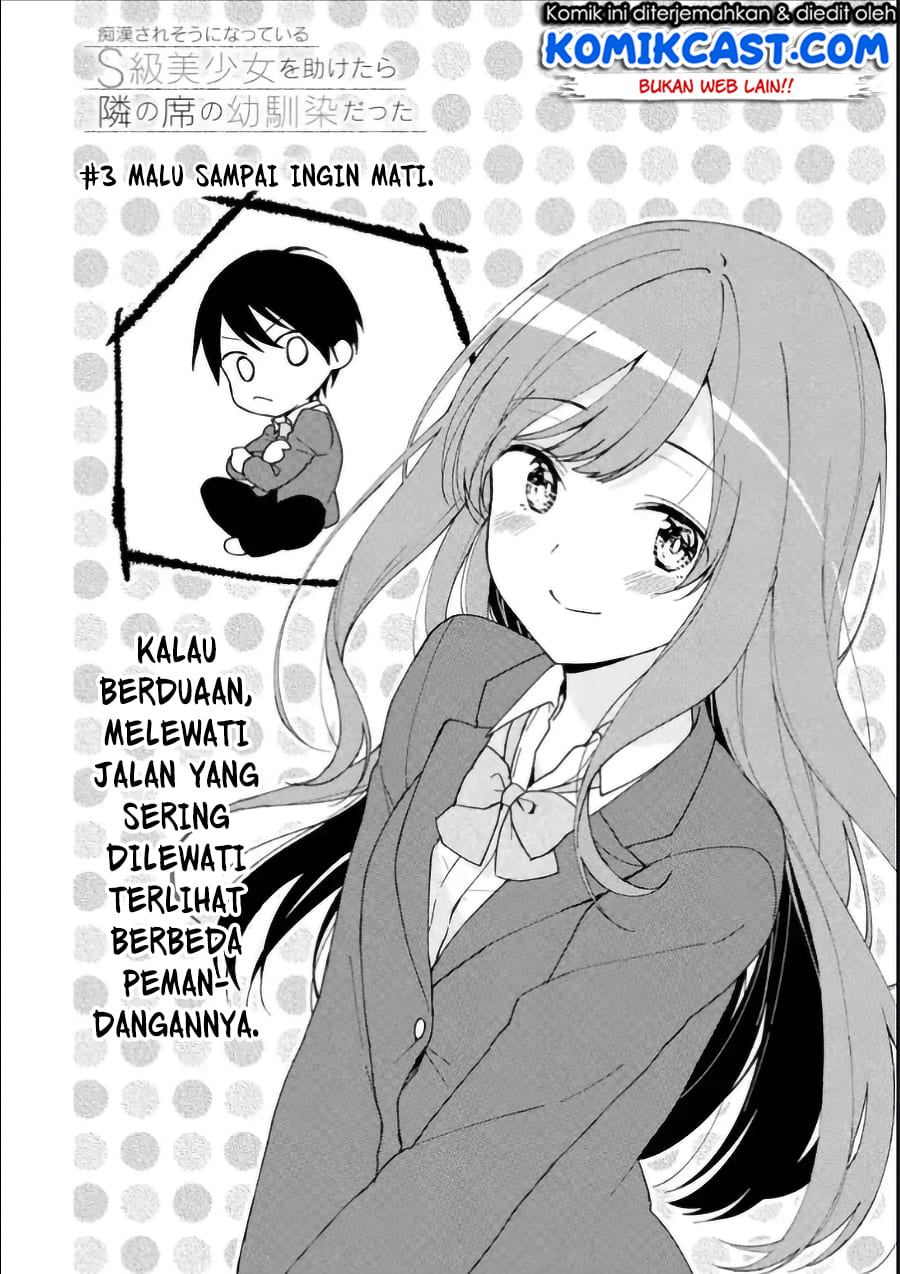 Komik ini diterjemahkan & diedit oleh
KOMIKCAST.COM
BUKAN WEB LAIN!!
痴漢されそうになっている
S級美少女を助けたら
隣の席の幼馴染だった
#3 MALU SAMPAI INGIN MATI.
KALAU
BERDUAAN,
MELEWATI
JALAN YANG
SERING
DILEWATI
TERLIHAT
BERBEDA
PEMAN-
DANGANNYA.